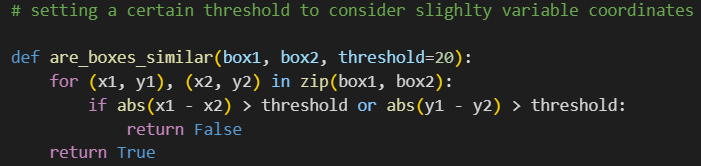 # setting a certain threshold to consider slighlty variable coordinates
def are_boxes_similar(box1, box2, threshold=20):
    for (x1, y1), (x2, y2) in zip(box1, box2):
        if abs(x1 - x2) > threshold or abs(y1 - y2) > threshold:
            return False
    return True